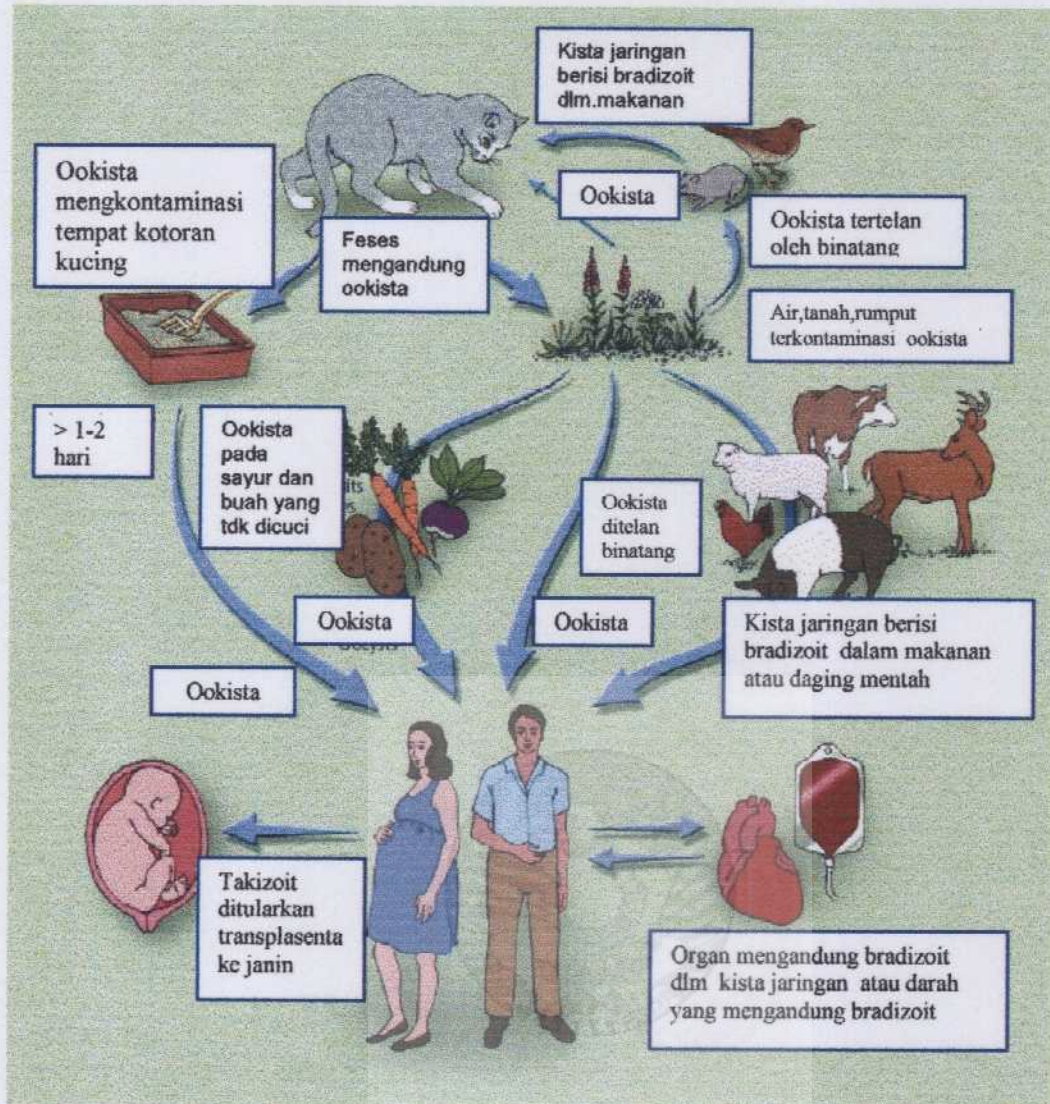 Kista jaringan
berisi bradizoit
dlm.makanan
Ookista
mengkontaminasi
tempat kotoran
kucing
Ookista
Feses
mengandung
ookista
Ookista tertelan
oleh binatang
Air,tanah,rumput
terkontaminasi ookista
> 1-2
hari
Ookista
pada
sayur dan
buah yang
tdk dicuci
its
Ookista
ditelan
binatang
Ookista
Ookista
Kista jaringan berisi
bradizoit dalam makanan
atau daging mentah
Ookista
Takizoit
ditularkan
transplasenta
ke janin
Organ mengandung bradizoit
dlm kista jaringan atau darah
yang mengandung bradizoit